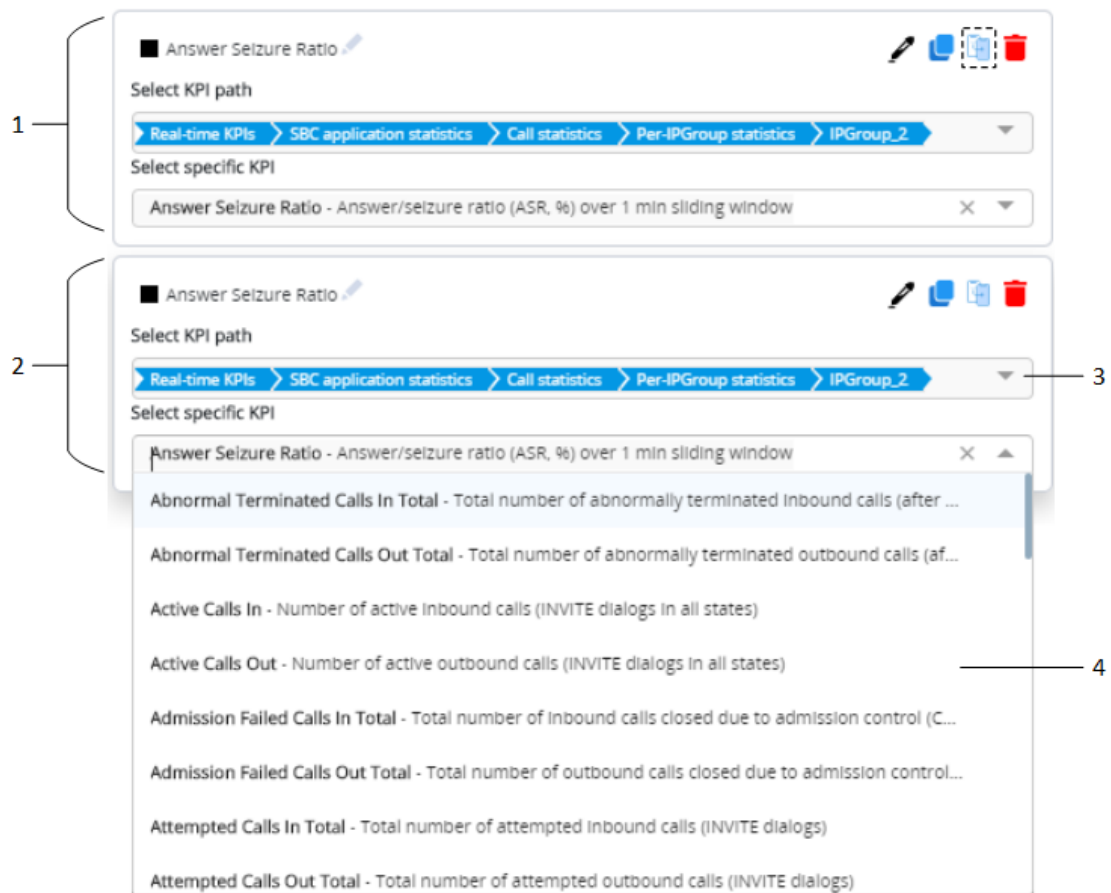 Answer Seizure Ratio
Select KPI path
1
Real-time KPIs SBC application statistics Call statistics Per-IPGroup statistics IPGroup_2
Select specific KPI
Answer Seizure Ratio - Answer/seizure ratio (ASR, %) over 1 min sliding window
Answer Seizure Ratio
Select KPI path
2
Real-time KPIs SBC application statistics Call statistics Per-IPGroup statistics IPGroup_2
3
Select specific KPI
Answer Seizure Ratio - Answer/seizure ratio (ASR, %) over 1 min sliding window
Abnormal Terminated Calls In Total - Total number of abnormally terminated inbound calls (after ...
Abnormal Terminated Calls Out Total - Total number of abnormally terminated outbound calls (af...
Active Calls In - Number of active inbound calls (INVITE dialogs in all states)
Active Calls Out - Number of active outbound calls (INVITE dialogs in all states)
4
Admission Failed Calls In Total - Total number of inbound calls closed due to admission control (C...
Admission Failed Calls Out Total - Total number of outbound calls closed due to admission control...
Attempted Calls In Total - Total number of attempted inbound calls (INVITE dialogs)
Attempted Calls Out Total - Total number of attempted outbound calls (INVITE dialogs)